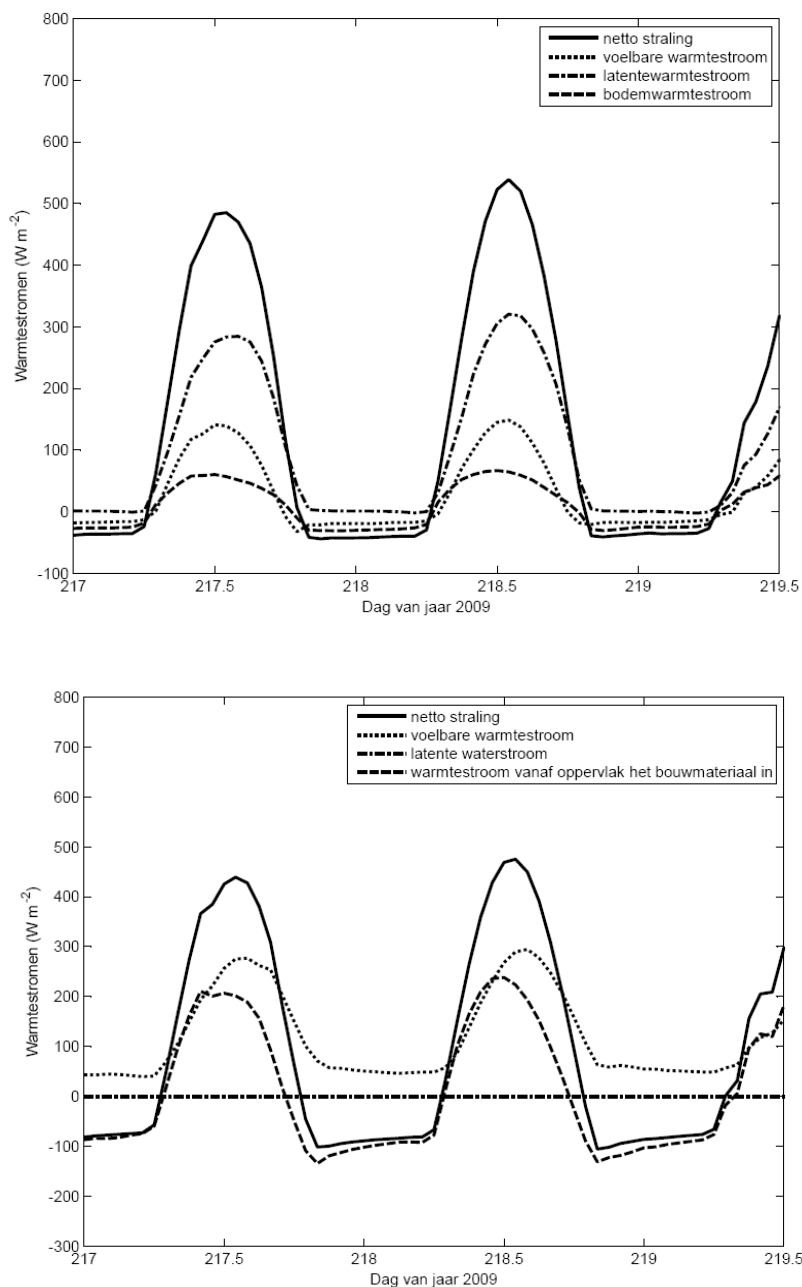 800
700
600
500
400
300
200
100
0
-100
Warmtestromen (W m-2)
netto straling
voelbare warmtestroom
latentewarmtestroom
bodemwarmtestroom
217
217.5
218
218.5
219
219.5
Dag van jaar 2009
800
700
600
500
400
300
200
100
0
-100
-200
-300
Warmtestromen (W m-2)
netto straling
voelbare warmtestroom
latente waterstroom
warmtestroom vanaf oppervlak het bouwmateriaal in
217
217.5
218
218.5
219
219.5
Dag van jaar 2009